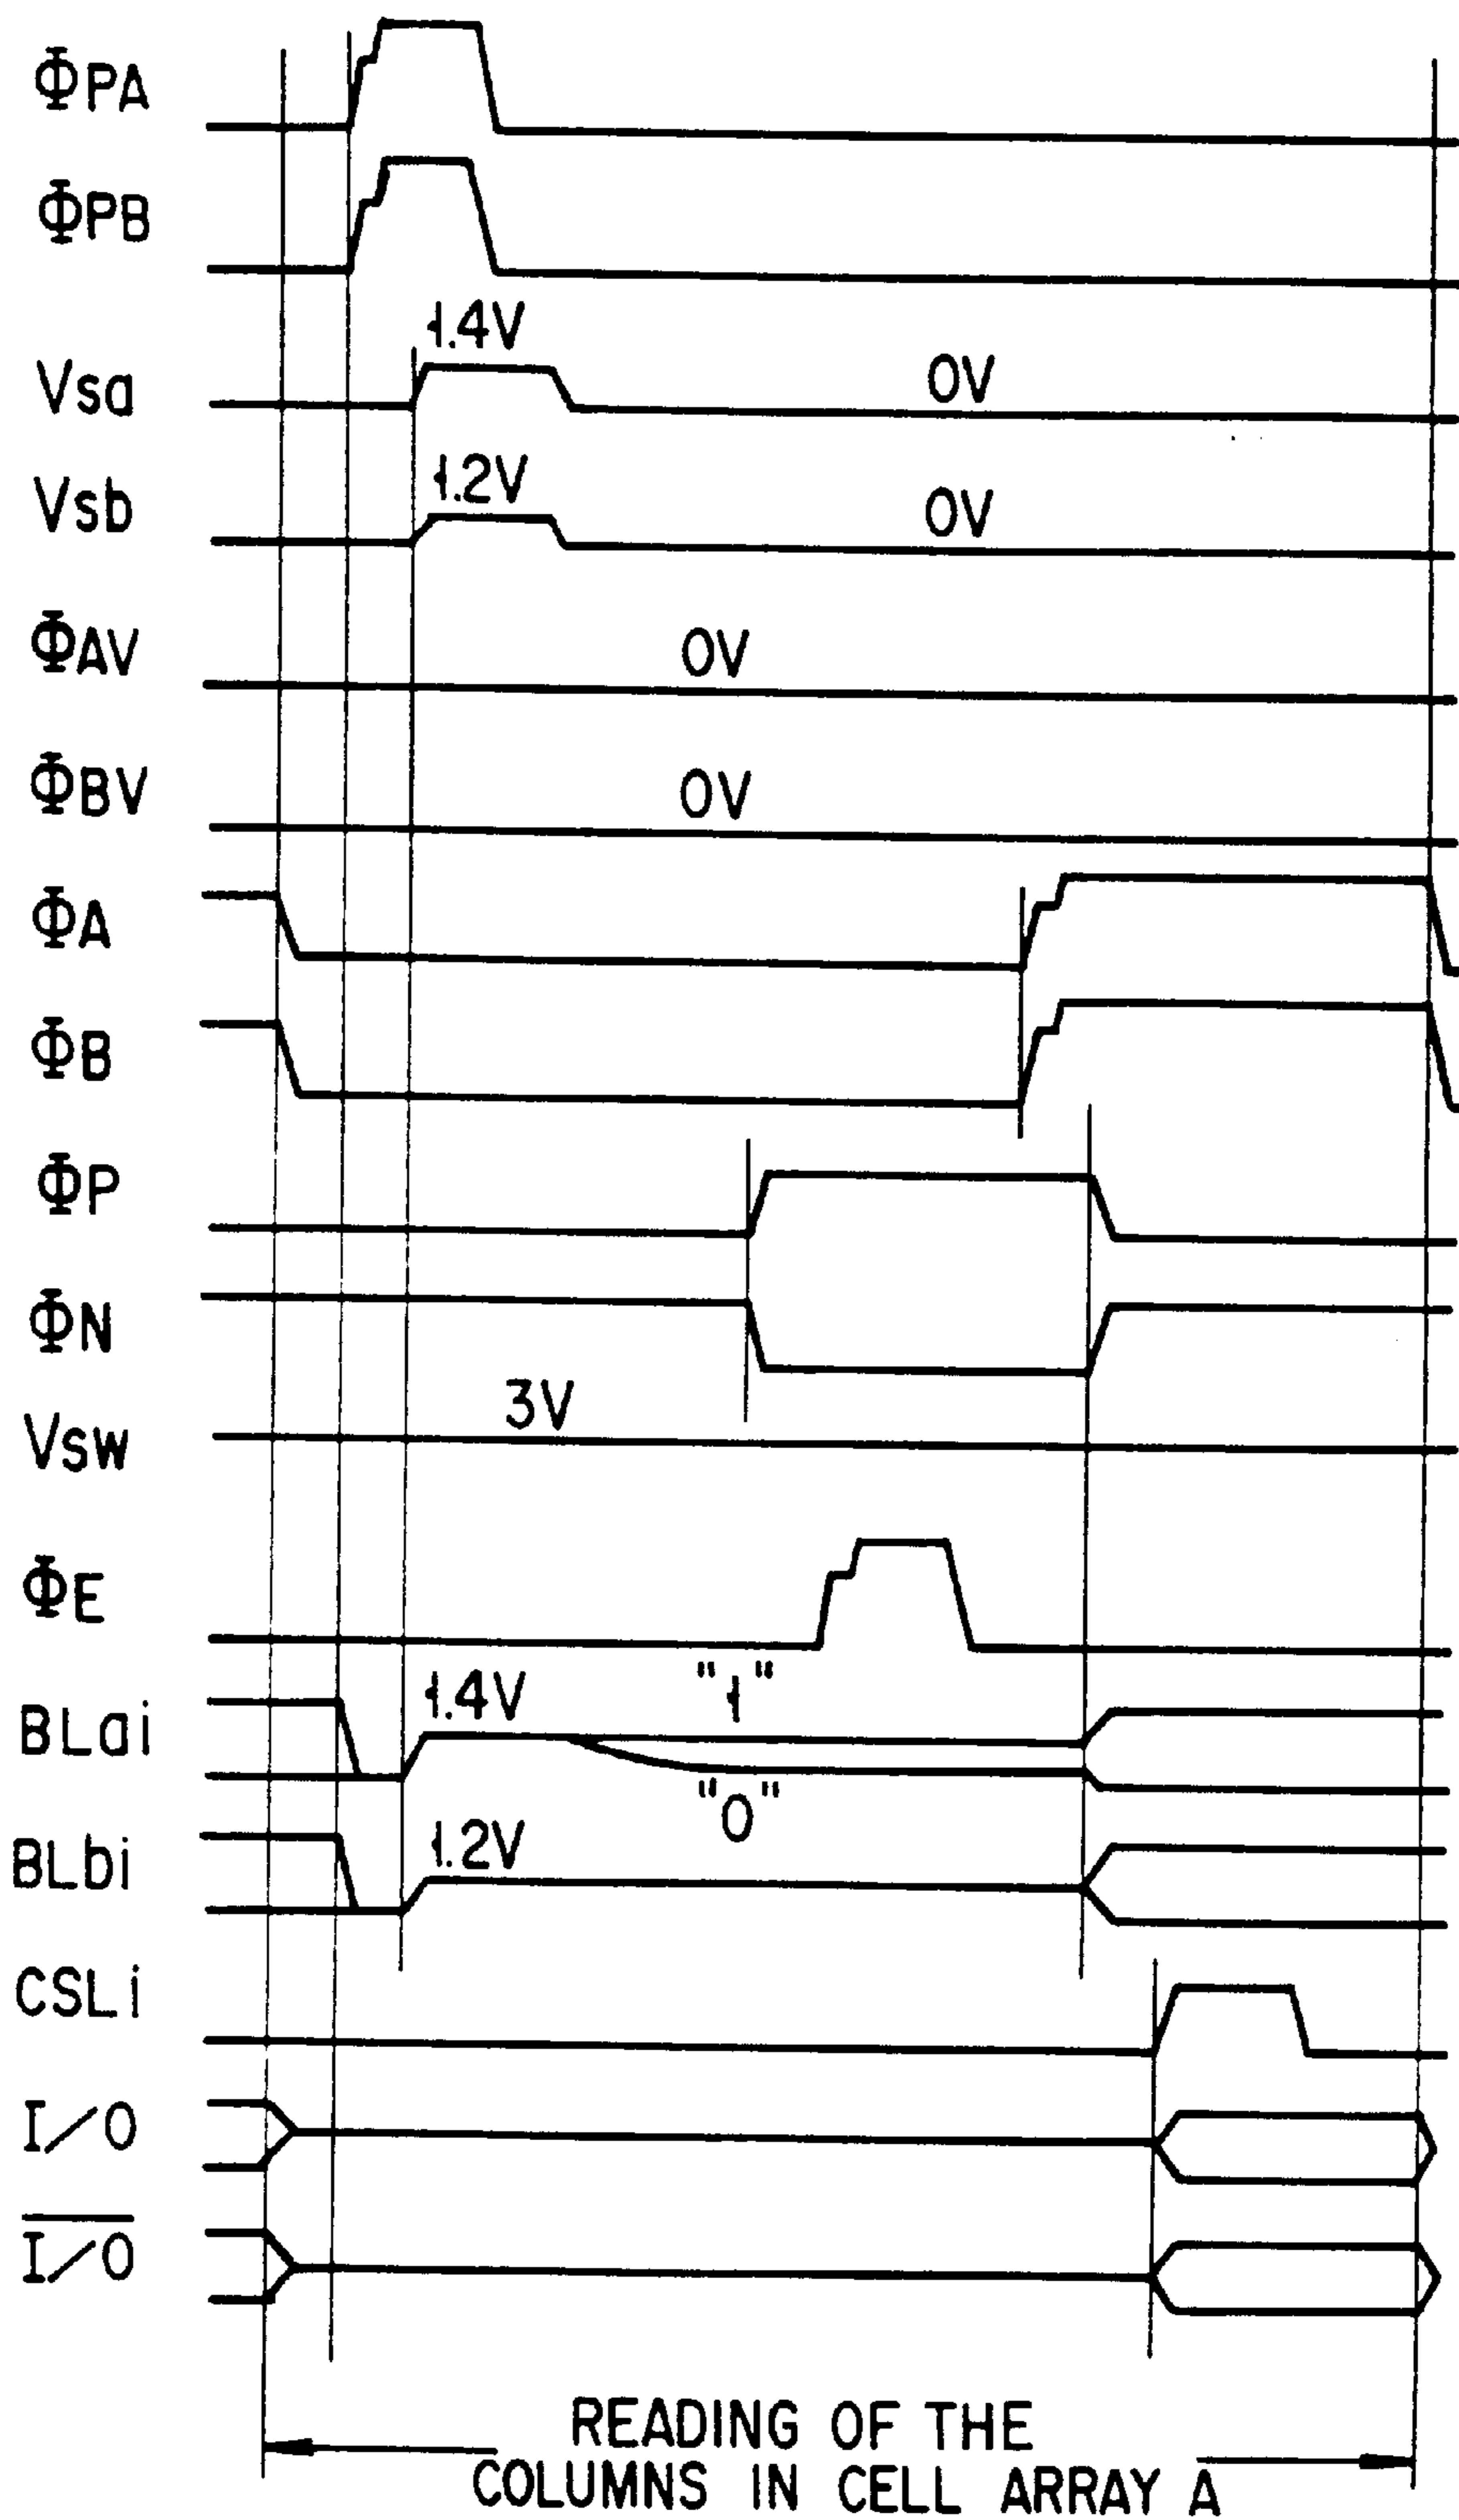 ΦPA
ΦPB
1.4V
Vsa
0V
1.2V
Vsb
0V
ΦAV
0V
ΦBV
0V
ΦA
ΦB
ΦP
ΦN
3V
Vsw
ΦE
"1"
1.4V
BLai
"0"
1.2V
BLbi
CSLi
I/O
I/O
READING OF THE
COLUMNS IN CELL ARRAY A